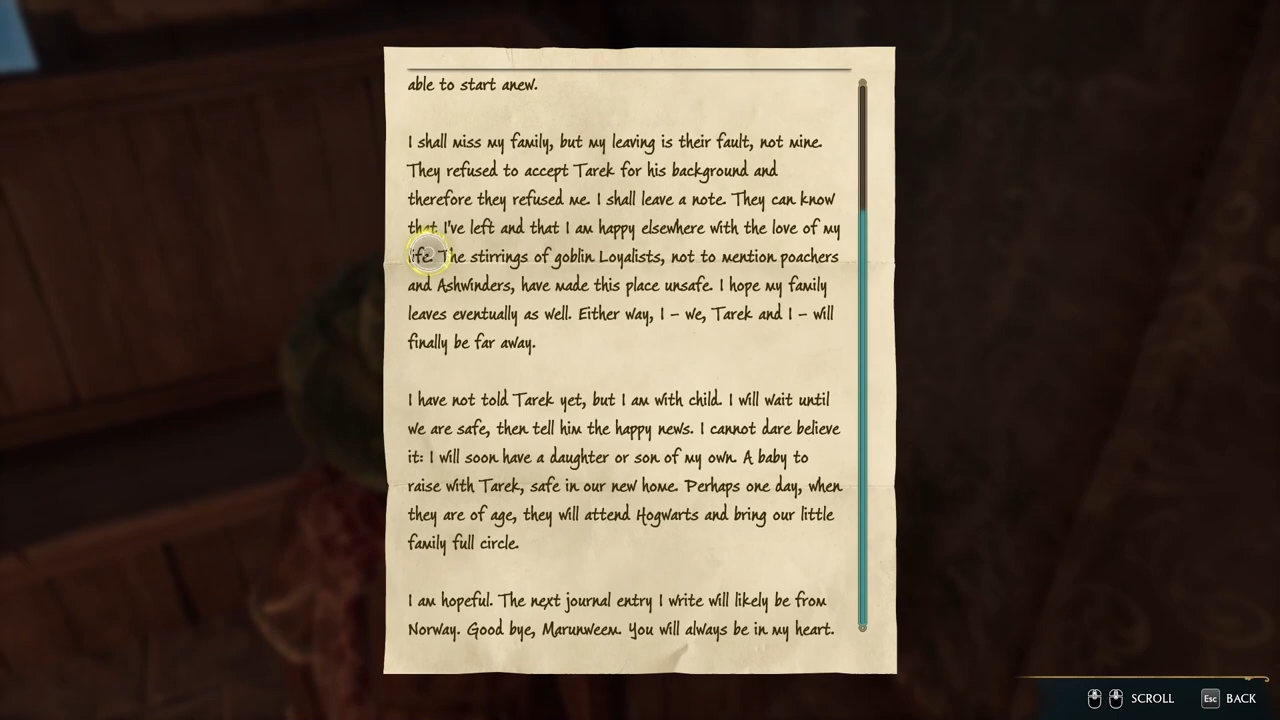 able to start anew.
I shall miss my family, but my leaving is their fault, not mine.
They refused to accept Tarek for his background and
therefore they refused me. I shall leave a note. They can know
that I've left and that I am happy elsewhere with the love of my
life. The stirrings of goblin Loyalists, not to mention poachers
and Ashwinders, have made this place unsafe. I hope my family
leaves eventually as well. Either way, I – we, Tarek and I – will
finally be far away.
I have not told Tarek yet, but I am with child. I will wait until
we are safe, then tell him the happy news. I cannot dare believe
it: I will soon have a daughter or son of my own. A baby to
raise with Tarek, safe in our new home. Perhaps one day, when
they are of age, they will attend Hogwarts and bring our little
family full circle.
I am hopeful. The next journal entry I write will likely be from
Norway. Good bye, Marunweem. You will always be in my heart.
SCROLL
Esc BACK